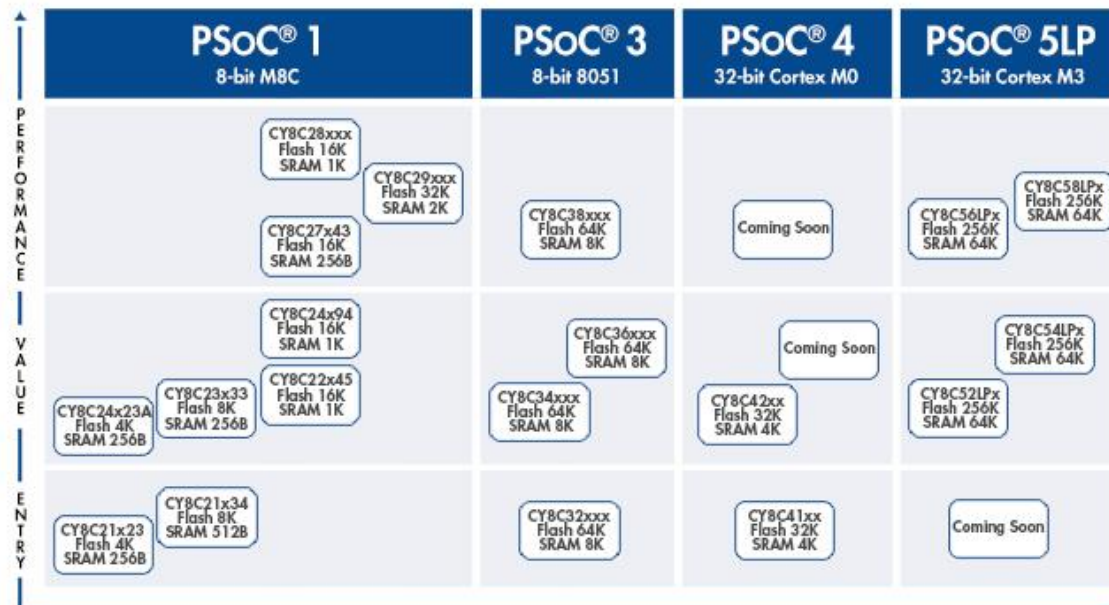 PSoC® 1
8-bit M8C
PSoC® 3
8-bit 8051
PSoC® 4
32-bit Cortex M0
PSoC® 5LP
32-bit Cortex M3
PERFORMANCE
CY8C28xxx
Flash 16K
SRAM 1K
CY8C29xxx
Flash 32K
SRAM 2K
CY8C27x43
Flash 16K
SRAM 256B
CY8C38xxx
Flash 64K
SRAM 8K
Coming Soon
CY8C56LPx
Flash 256K
SRAM 64K
CY8C58LPx
Flash 256K
SRAM 64K
VALUE
CY8C24x94
Flash 16K
SRAM 1K
CY8C22x45
Flash 16K
SRAM 1K
CY8C23x33
Flash 8K
SRAM 256B
CY8C24x23A
Flash 4K
SRAM 256B
CY8C36xxx
Flash 64K
SRAM 8K
CY8C34xxx
Flash 64K
SRAM 8K
Coming Soon
CY8C42xx
Flash 32K
SRAM 4K
CY8C54LPx
Flash 256K
SRAM 64K
CY8C52LPx
Flash 256K
SRAM 64K
ENTRY
CY8C21x34
Flash 8K
SRAM 512B
CY8C21x23
Flash 4K
SRAM 256B
CY8C32xxx
Flash 64K
SRAM 8K
CY8C41xx
Flash 32K
SRAM 4K
Coming Soon